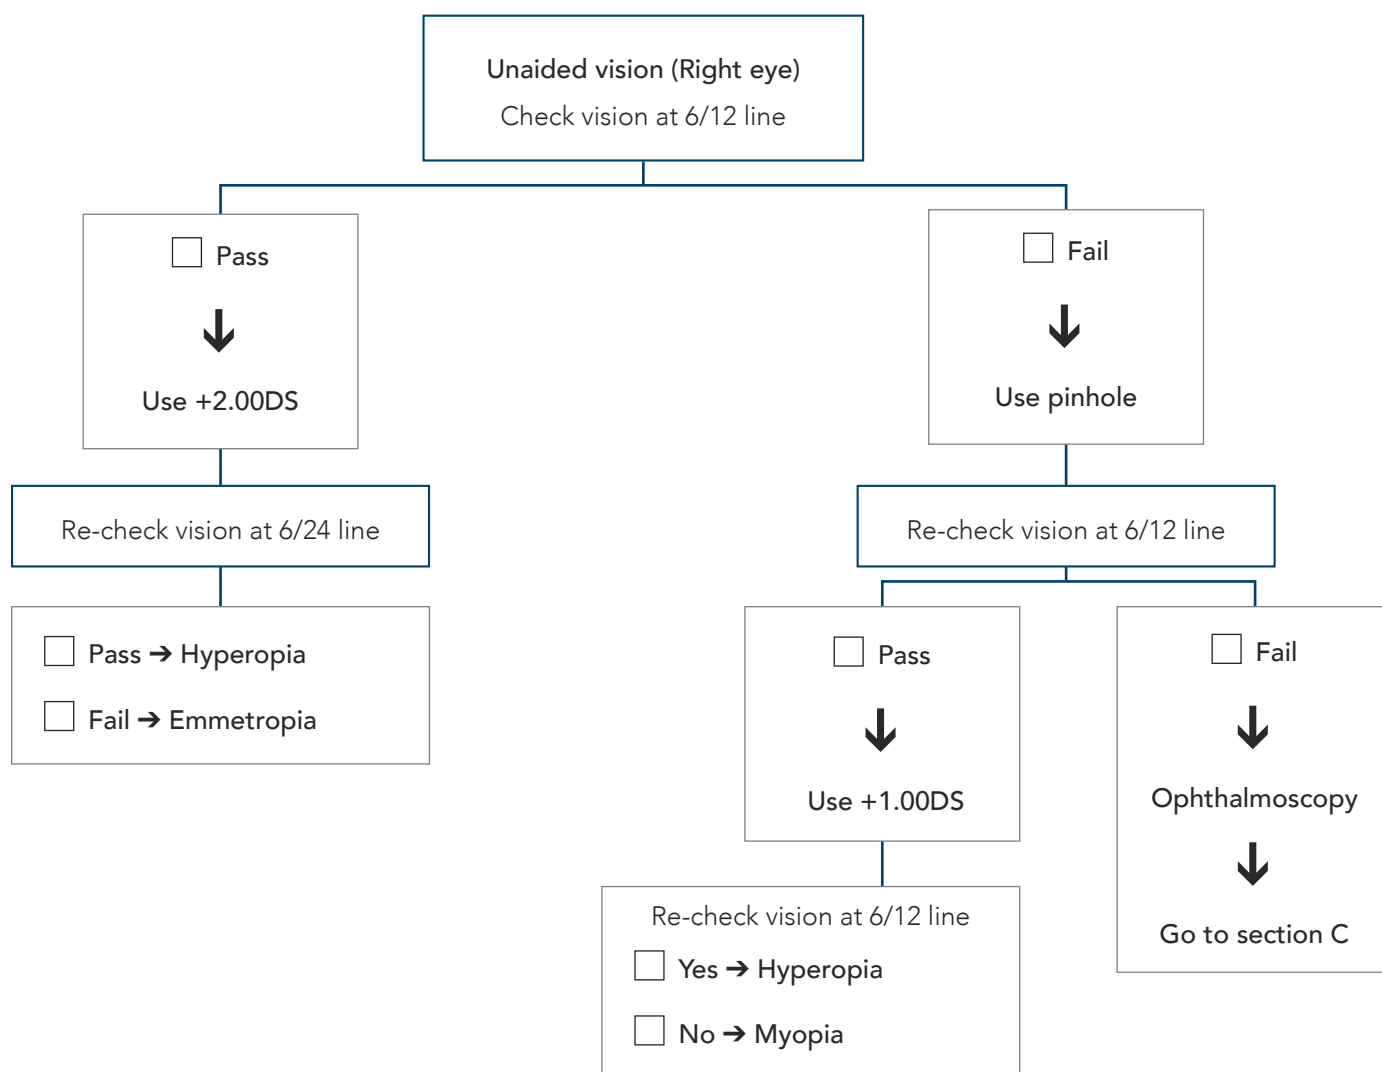 Unaided vision (Right eye)
Check vision at 6/12 line
Pass
Use +2.00DS
Re-check vision at 6/24 line
Pass → Hyperopia
Fail → Emmetropia
Fail
Use pinhole
Re-check vision at 6/12 line
Pass
Use +1.00DS
Re-check vision at 6/12 line
Yes → Hyperopia
No → Myopia
Fail
Ophthalmoscopy
Go to section C